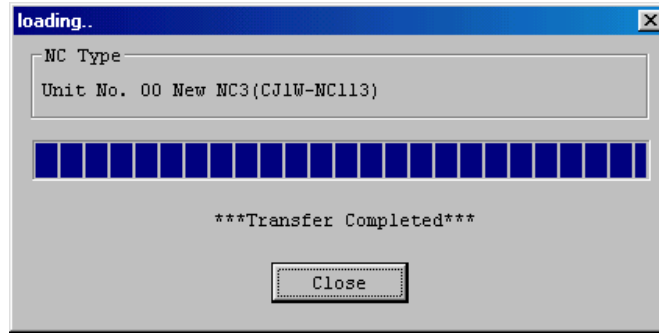 loading..
NC Type
Unit No. 00 New NC3(CJ1W-NC113)
***Transfer Completed***
Close